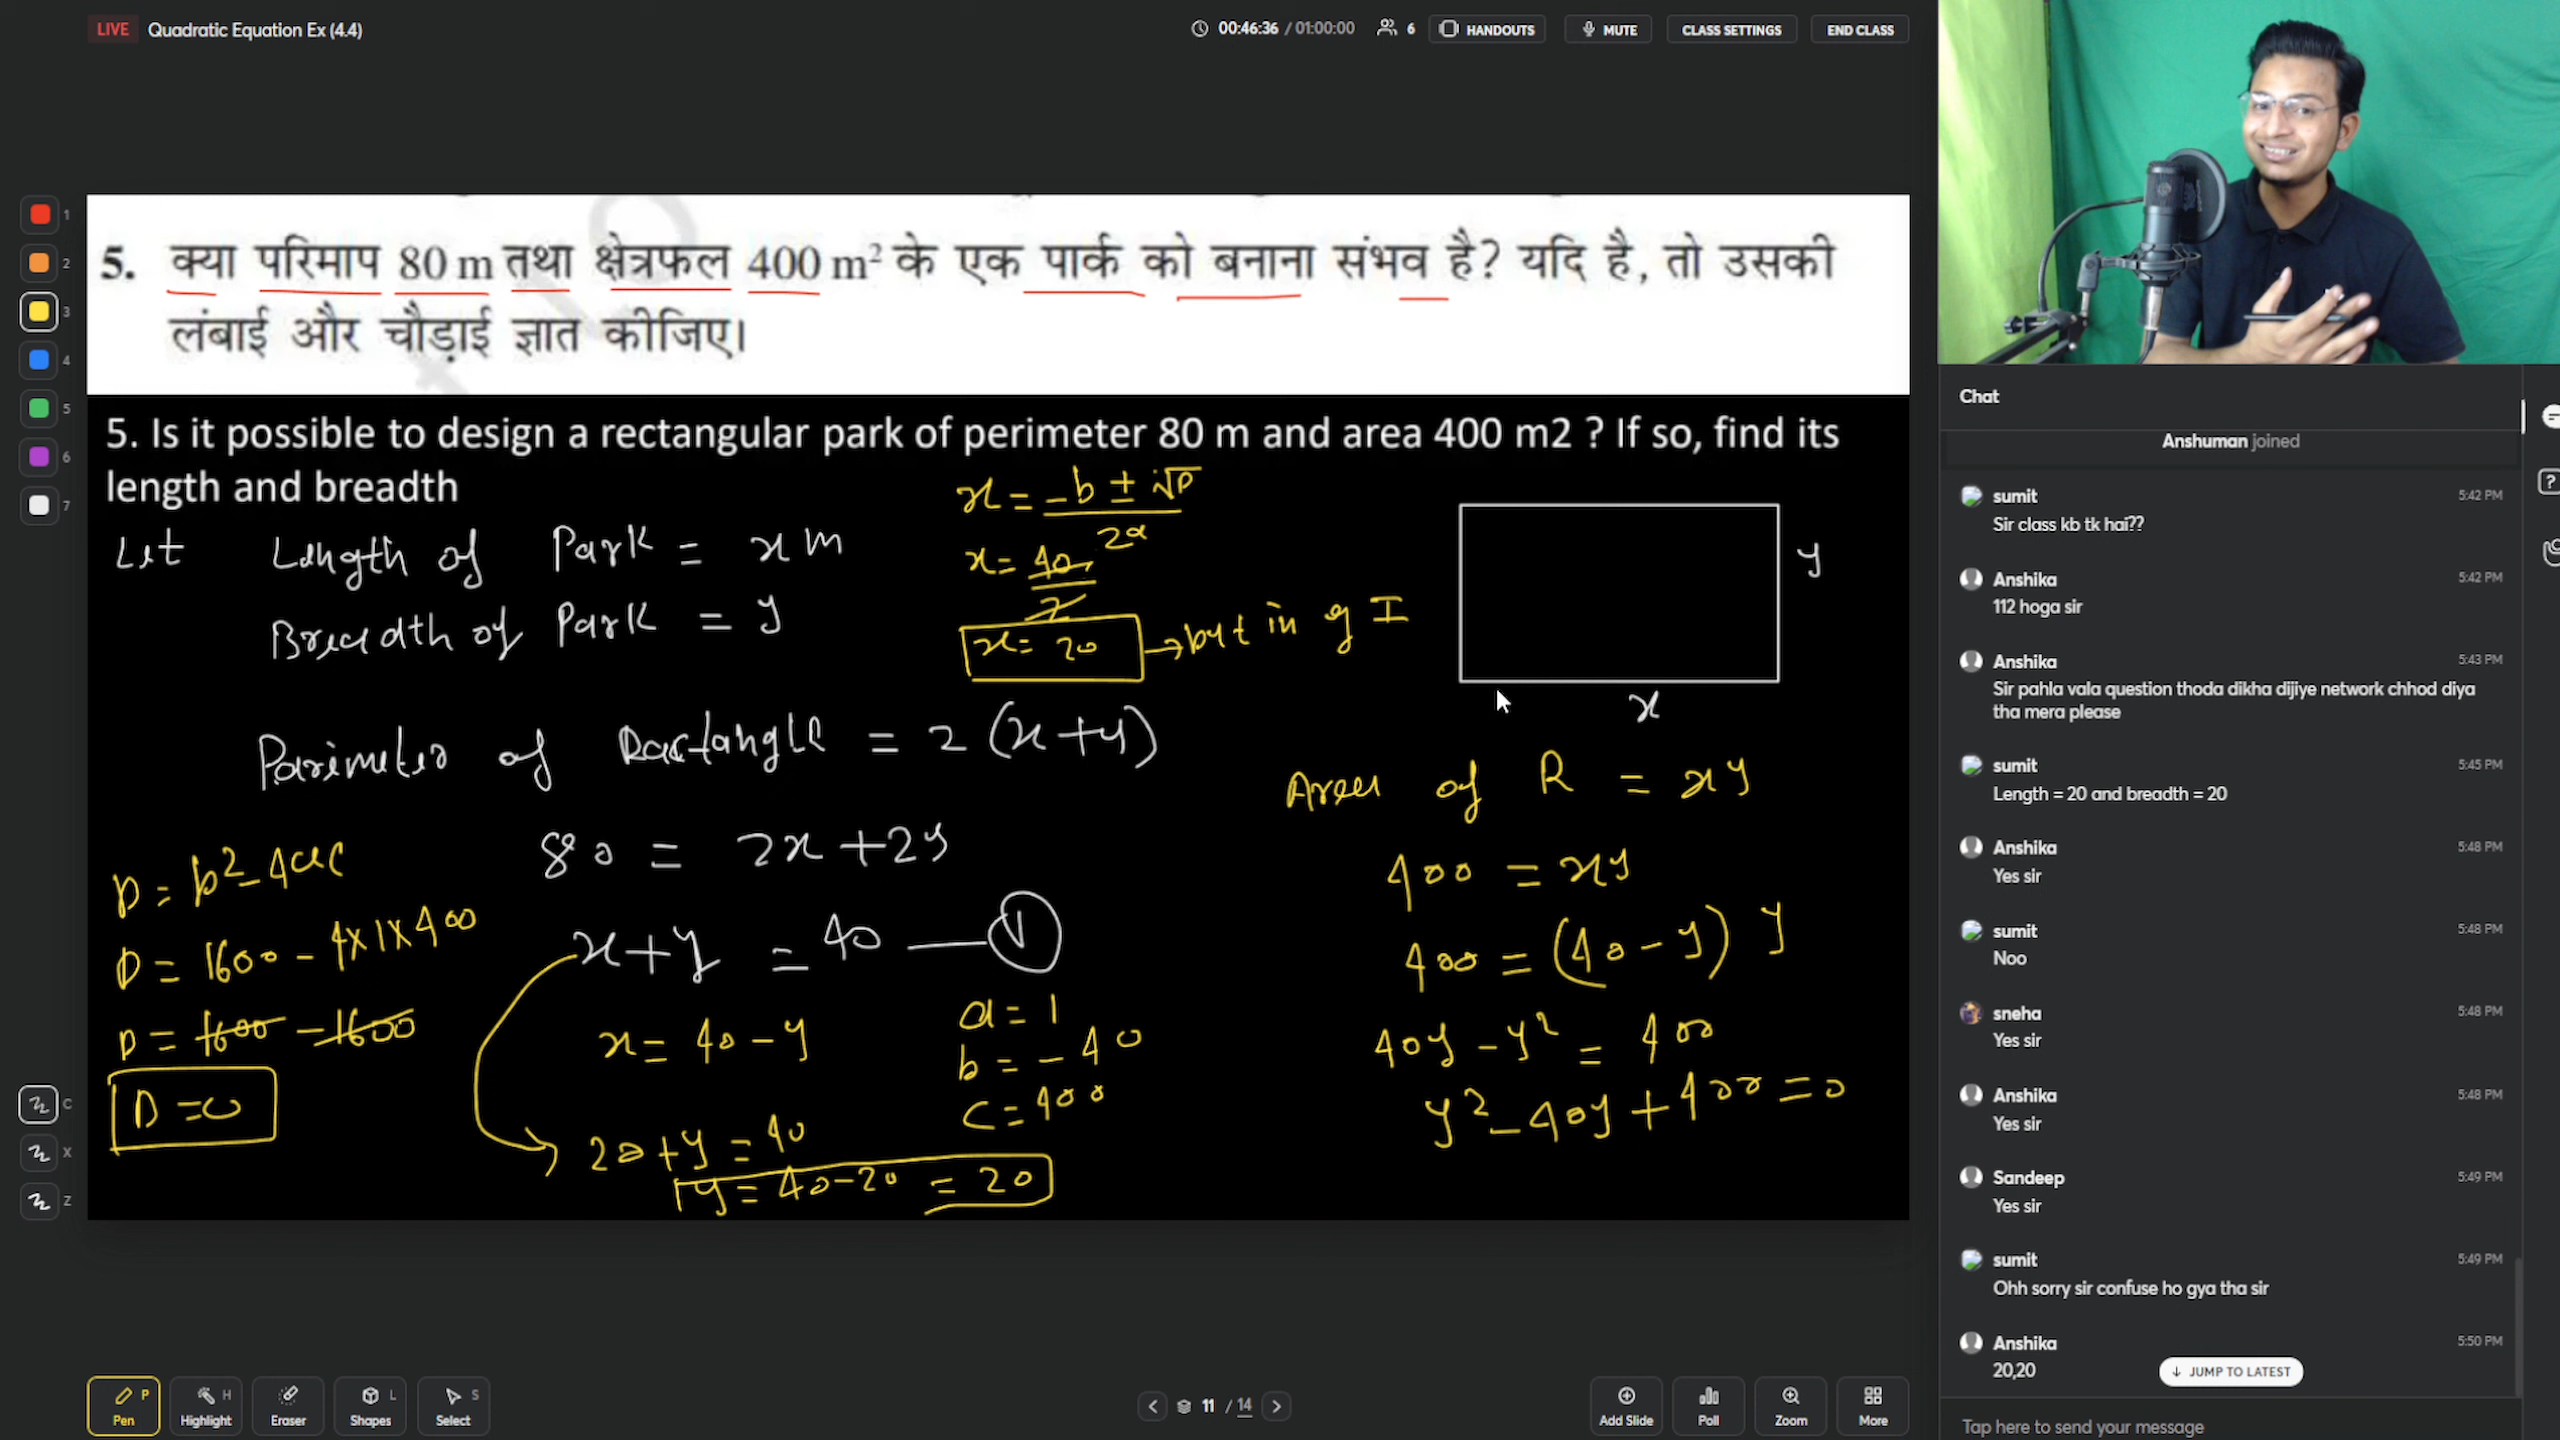 LIVE Quadratic Equation Ex (4.4)
00:46:36 / 01:00:00 6 HANDOUTS MUTE CLASS SETTINGS END CLASS
1
2
3
4
5
6
7
C
X
Z
5. क्या परिमाप 80 m तथा क्षेत्रफल 400 m² के एक पार्क को बनाना संभव है? यदि है, तो उसकी
लंबाई और चौड़ाई ज्ञात कीजिए।
5. Is it possible to design a rectangular park of perimeter 80 m and area 400 m2 ? If so, find its
length and breadth
Let Length of Park = x m
Breadth of Park = y
Perimeter of Rectangle = 2 (x+y)
80 = 2x+2y
x+y = 40 — 1
x = 40 - y
20 + y = 40
y = 40-20 = 20
D = b²-4ac
D = 1600 - 4x1x400
D = 1600 - 1600
D = 0
a = 1
b = - 40
c = 400
x = -b ± √D
2a
x = 40
2
x = 20 → put in eq I
y
x
Area of R = xy
400 = xy
400 = (40-y) y
40y - y² = 400
y² - 40y + 400 = 0
Chat
Anshuman joined
sumit 5:42 PM
Sir class kb tk hai??
Anshika 5:42 PM
112 hoga sir
Anshika 5:43 PM
Sir pahla vala question thoda dikha dijiye network chhod diya
tha mera please
sumit 5:45 PM
Length = 20 and breadth = 20
Anshika 5:48 PM
Yes sir
sumit 5:48 PM
Noo
sneha 5:48 PM
Yes sir
Anshika 5:48 PM
Yes sir
Sandeep 5:49 PM
Yes sir
sumit 5:49 PM
Ohh sorry sir confuse ho gya tha sir
Anshika 5:50 PM
20,20
JUMP TO LATEST
Tap here to send your message
P H L S
Pen Highlight Eraser Shapes Select
11 / 14
Add Slide Poll Zoom More